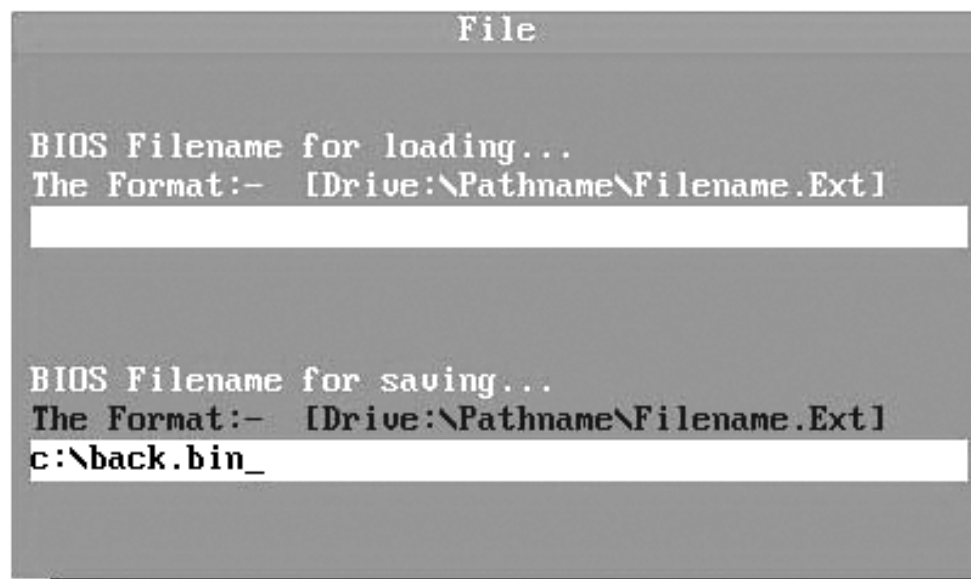 File
BIOS Filename for loading...
The Format:- [Drive:\Pathname\Filename.Ext]
BIOS Filename for saving...
The Format:- [Drive:\Pathname\Filename.Ext]
c:\back.bin_